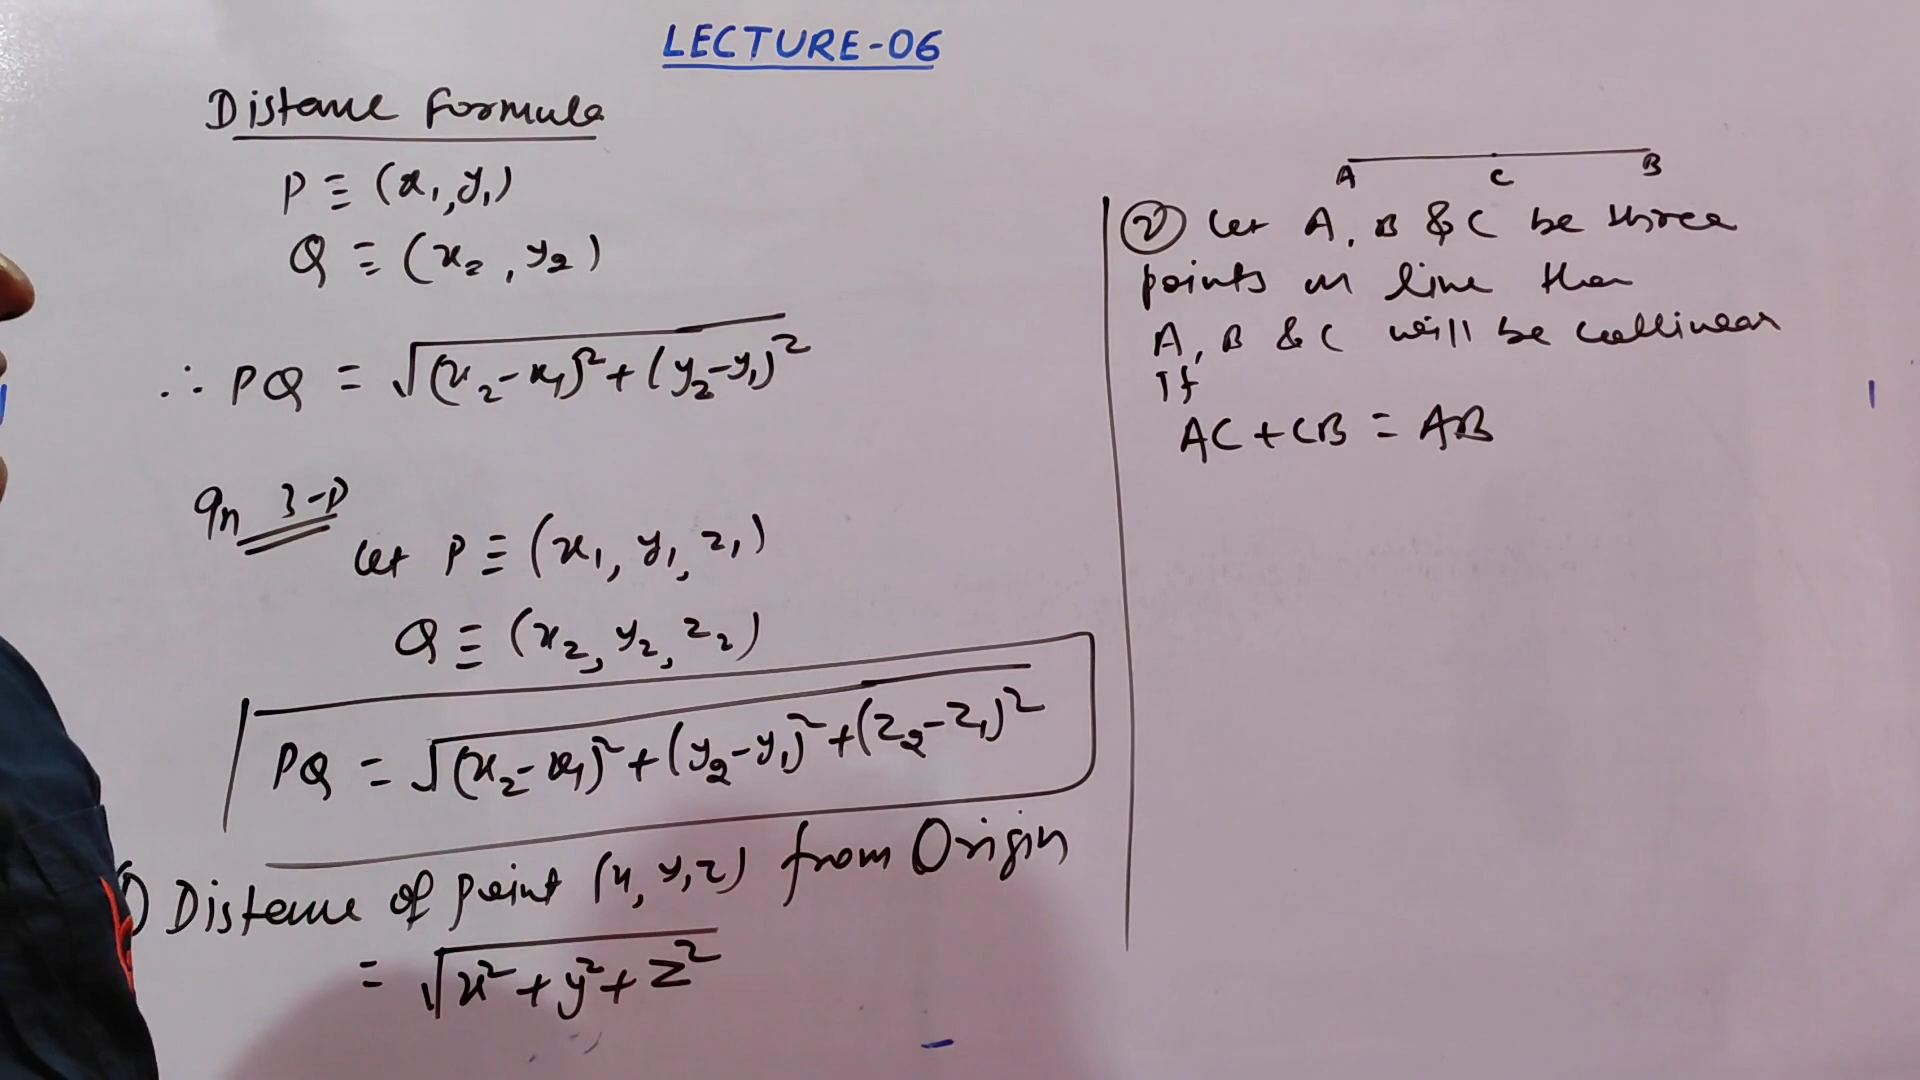 LECTURE-06
Distance Formula
P ≡ (x₁, y₁)
Q ≡ (x₂, y₂)
∴ PQ = √(x₂-x₁)²+(y₂-y₁)²
In 3-D
Let P ≡ (x₁, y₁, z₁)
Q ≡ (x₂, y₂, z₂)
PQ = √(x₂-x₁)²+(y₂-y₁)²+(z₂-z₁)²
① Distance of point (x, y, z) from Origin
= √x²+y²+z²
A C B
② Let A, B & C be three
points on line then
A, B & C will be collinear
If
AC + CB = AB